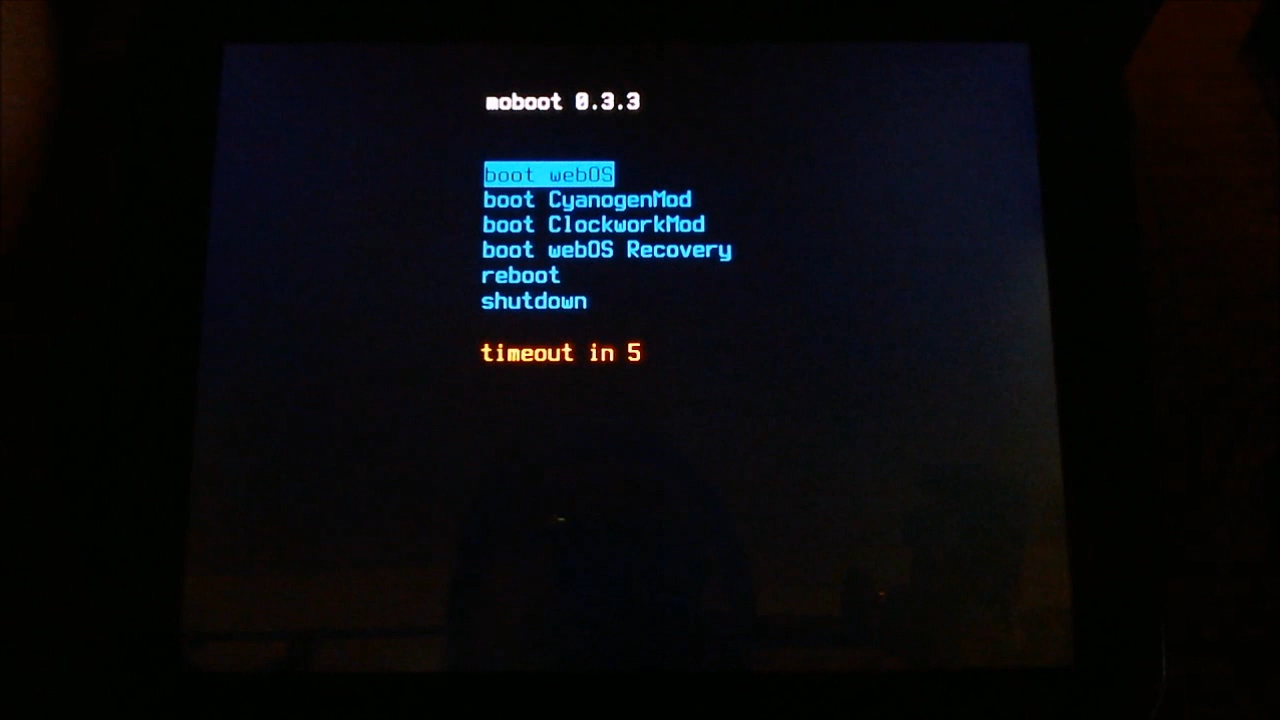 moboot 0.3.3
boot webOS
boot CyanogenMod
boot ClockworkMod
boot webOS Recovery
reboot
shutdown
timeout in 5